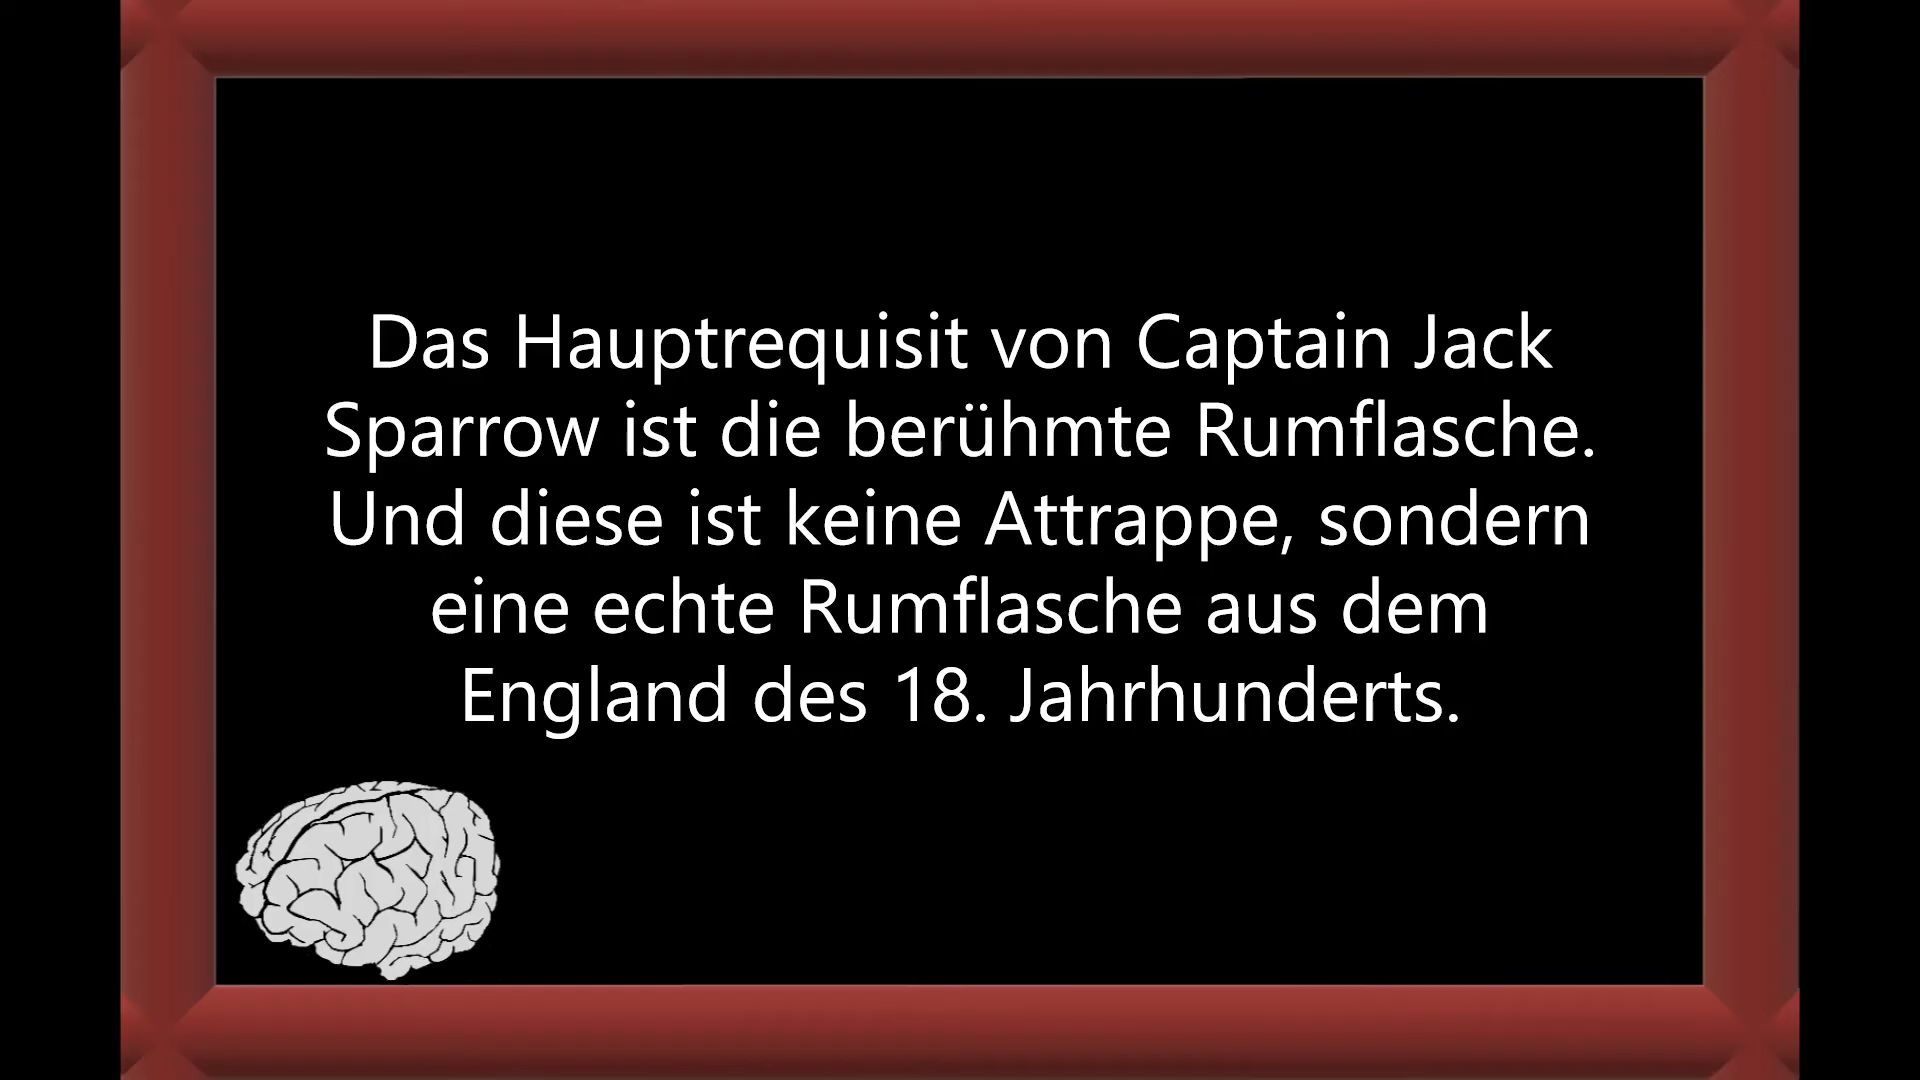 Das Hauptrequisit von Captain Jack
Sparrow ist die berühmte Rumflasche.
Und diese ist keine Attrappe, sondern
eine echte Rumflasche aus dem
England des 18. Jahrhunderts.